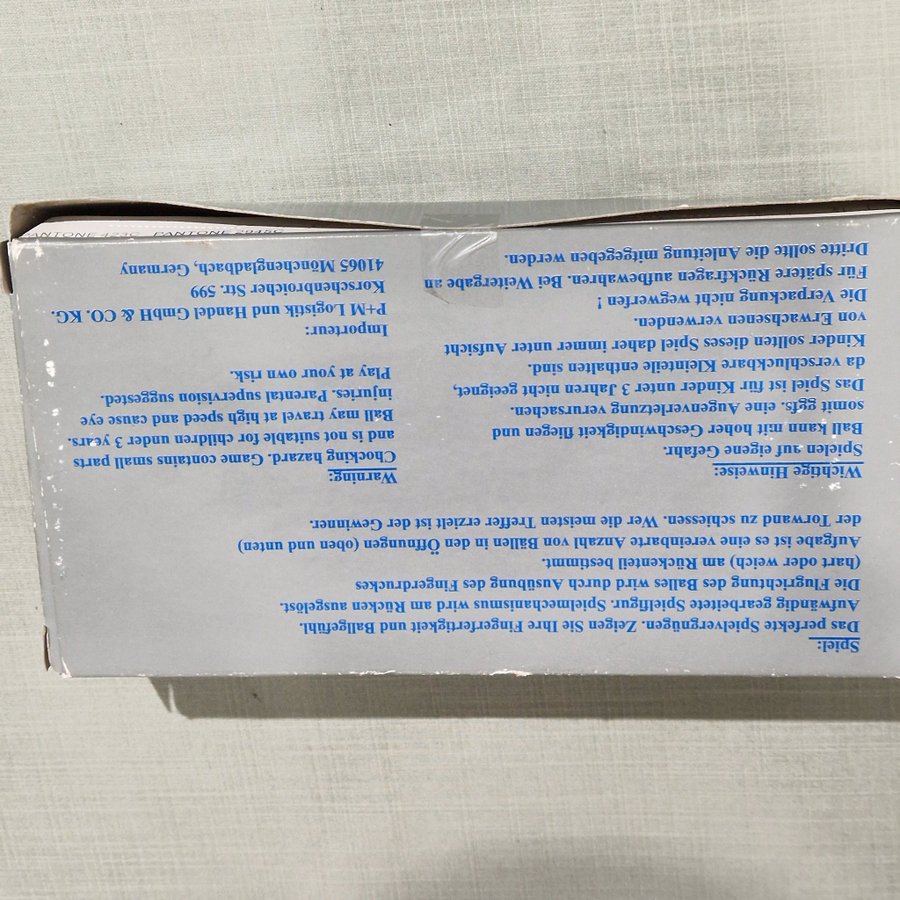 Spiel:
Das perfekte Spielvergnügen. Zeigen Sie Ihre Fingerfertigkeit und Ballgefühl.
Aufwändig gearbeitete Spielfigur. Spielmechanismus wird am Rücken ausgelöst.
Die Flugrichtung des Balles wird durch Ausübung des Fingerdruckes
(hart oder weich) am Rückenteil bestimmt.
Aufgabe ist es eine vereinbarte Anzahl von Bällen in den Öffnungen (oben und unten)
der Torwand zu schiessen. Wer die meisten Treffer erzielt ist der Gewinner.
Wichtige Hinweise:
Spielen auf eigene Gefahr.
Ball kann mit hoher Geschwindigkeit fliegen und
somit ggfs. eine Augenverletzung verursachen.
Das Spiel ist für Kinder unter 3 Jahren nicht geeignet,
da verschluckbare Kleinteile enthalten sind.
Kinder sollten dieses Spiel daher immer unter Aufsicht
von Erwachsenen verwenden.
Die Verpackung nicht wegwerfen !
Für spätere Rückfragen aufbewahren. Bei Weitergabe an
Dritte sollte die Anleitung mitgegeben werden.
Warning:
Chocking hazard. Game contains small parts
and is not suitable for children under 3 years.
Ball may travel at high speed and cause eye
injuries. Parental supervision suggested.
Play at your own risk.
Importeur:
P+M Logistik und Handel GmbH & CO. KG.
Korschenbroicher Str. 599
41065 Mönchengladbach, Germany
PANTONE 423C PANTONE 2945C